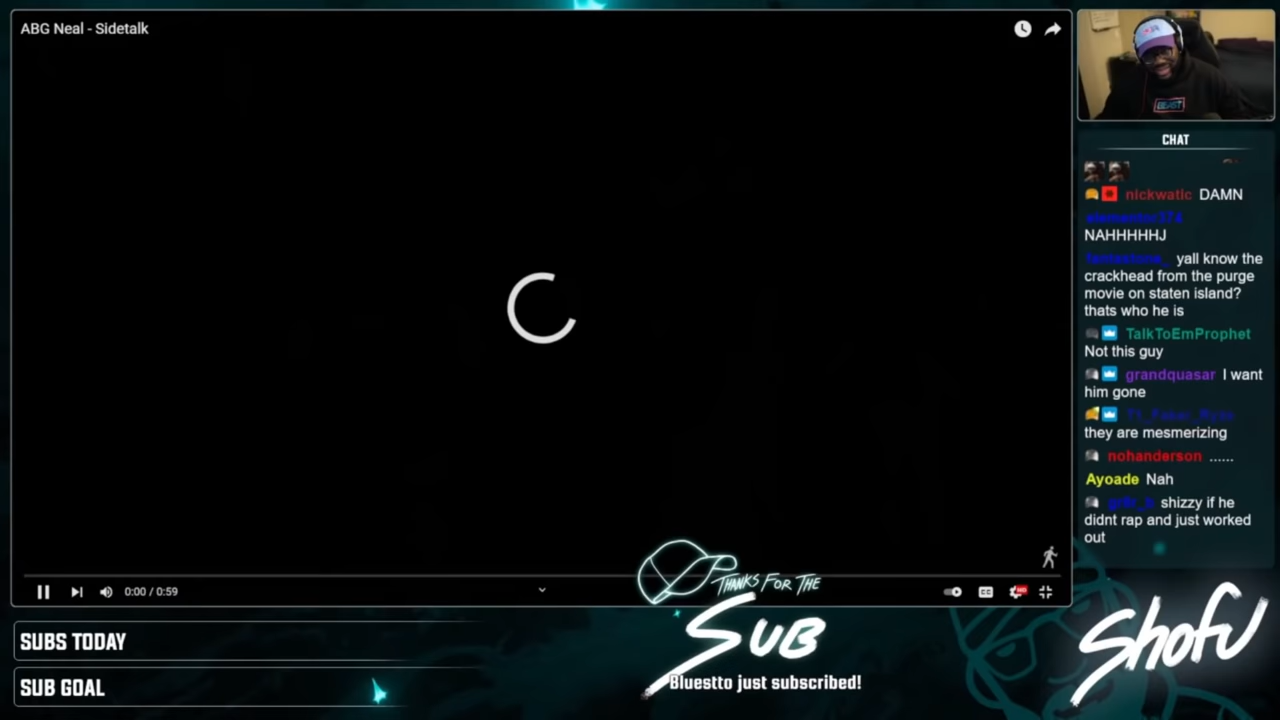 ABG Neal - Sidetalk
CHAT
nickwatic DAMN
NAHHHHHJ
yall know the
crackhead from the purge
movie on staten island?
thats who he is
TalkToEmProphet
Not this guy
grandquasar I want
him gone
they are mesmerizing
nohanderson ......
Ayoade Nah
shizzy if he
didnt rap and just worked
out
0:00 / 0:59
CC
HD
THANKS FOR THE
SUB
Bluestto just subscribed!
SUBS TODAY
SUB GOAL
Shofu
BEAST